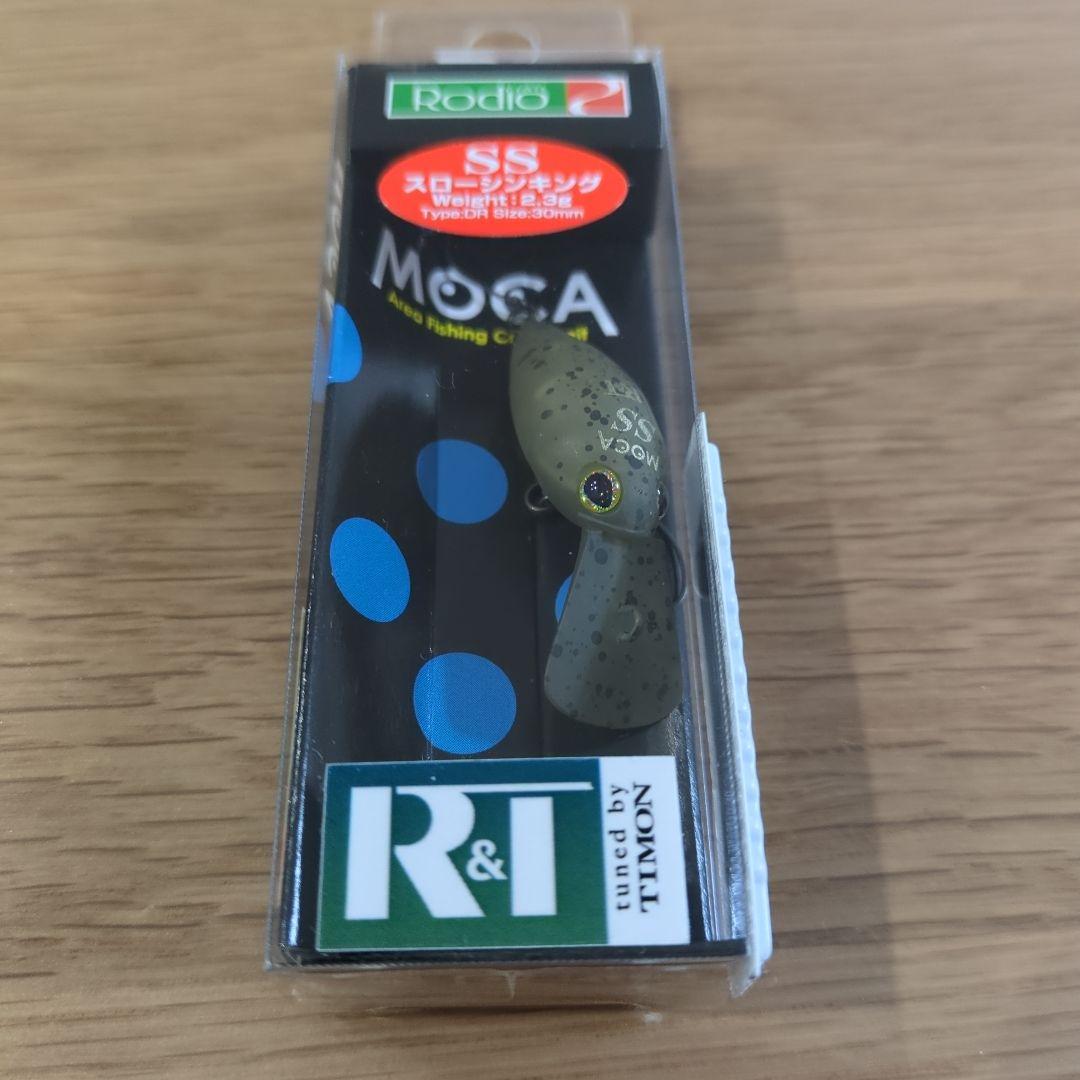 Rodio
SS
スローシンキング
Weight:2.3g
Type:DR Size:30mm
MOCA
Area Fishing
MOCA
SS
R&T
tuned by
TIMON